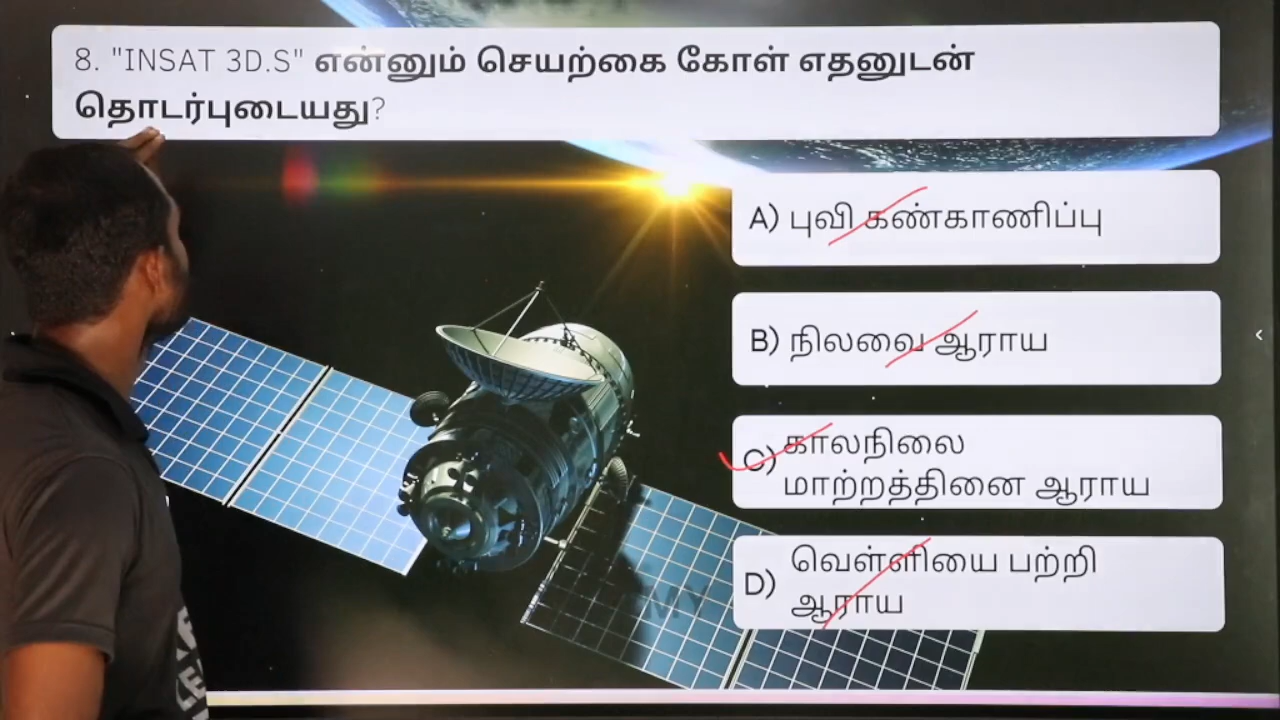 8. "INSAT 3D.S" என்னும் செயற்கை கோள் எதனுடன்
தொடர்புடையது?
A) புவி கண்காணிப்பு
B) நிலவை ஆராய
C) காலநிலை
மாற்றத்தினை ஆராய
D) வெள்ளியை பற்றி
ஆராய